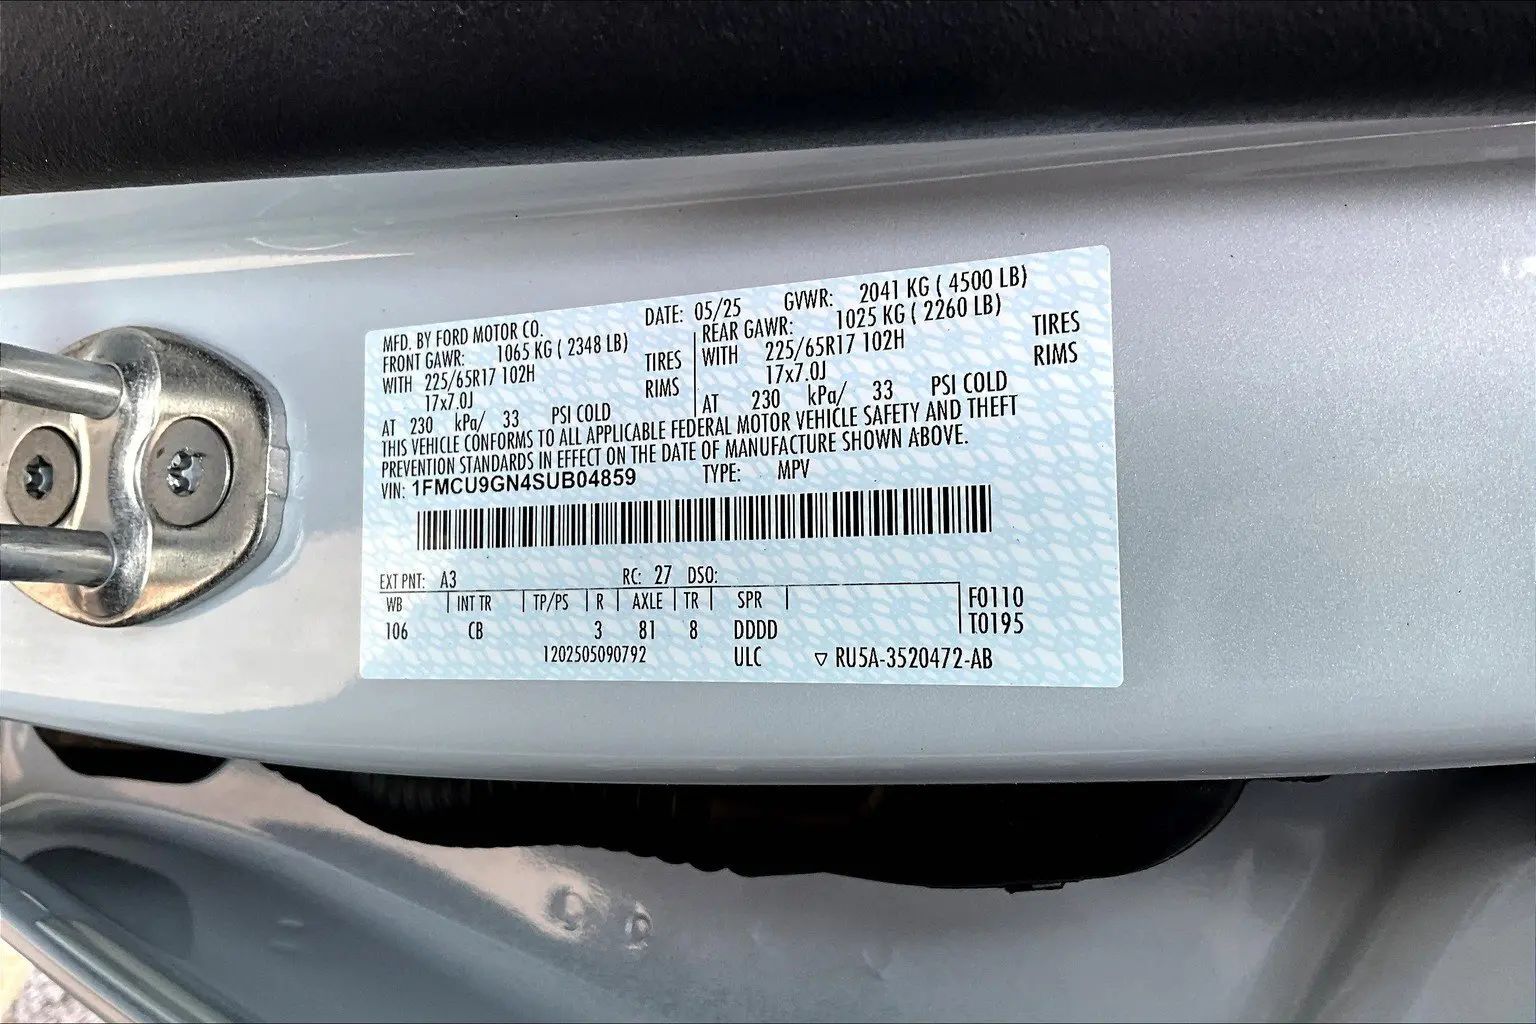 MFD. BY FORD MOTOR CO. DATE: 05/25 GVWR: 2041 KG ( 4500 LB)
FRONT GAWR: 1065 KG ( 2348 LB) REAR GAWR: 1025 KG ( 2260 LB)
WITH 225/65R17 102H TIRES WITH 225/65R17 102H TIRES
17x7.0J RIMS 17x7.0J RIMS
AT 230 kPa/ 33 PSI COLD AT 230 kPa/ 33 PSI COLD
THIS VEHICLE CONFORMS TO ALL APPLICABLE FEDERAL MOTOR VEHICLE SAFETY AND THEFT
PREVENTION STANDARDS IN EFFECT ON THE DATE OF MANUFACTURE SHOWN ABOVE.
VIN: 1FMCU9GN4SUB04859 TYPE: MPV
EXT PNT: A3 RC: 27 DSO:
WB INT TR TP/PS R AXLE TR SPR F0110
106 CB 3 81 8 DDDD T0195
1202505090792 ULC ▽ RU5A-3520472-AB